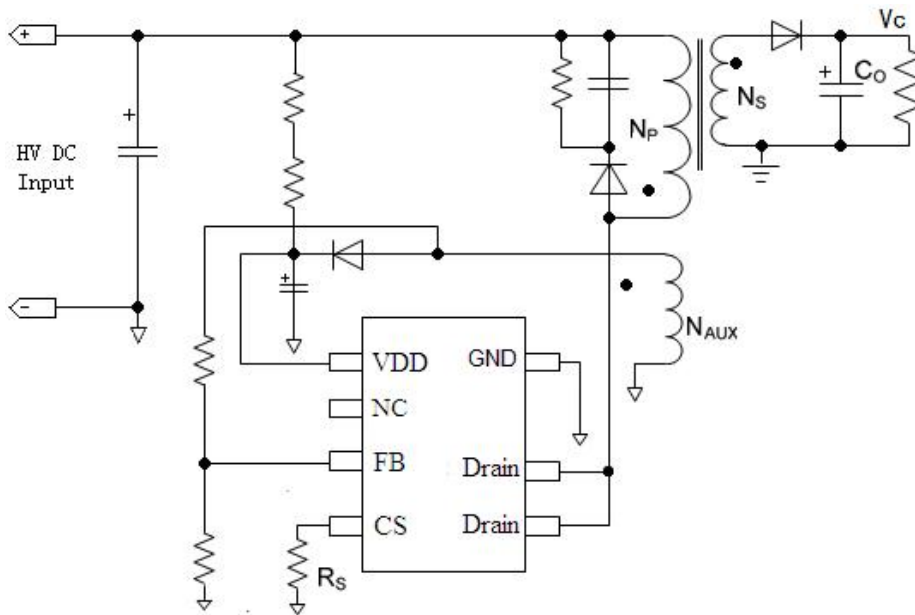 +
Vc
+
HV DC
Input
+
NP
NS
+
CO
+
NAUX
-
VDD
GND
NC
FB
Drain
CS
Drain
RS